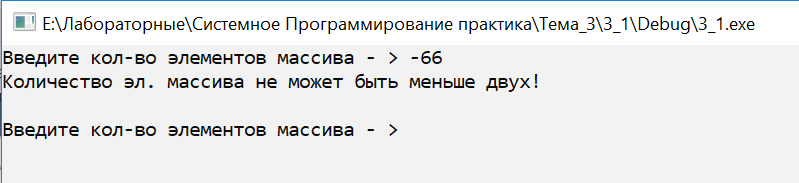 E:\Лабораторные\Системное Программирование практика\Тема_3\3_1\Debug\3_1.exe
Введите кол-во элементов массива - > -66
Количество эл. массива не может быть меньше двух!
Введите кол-во элементов массива - >